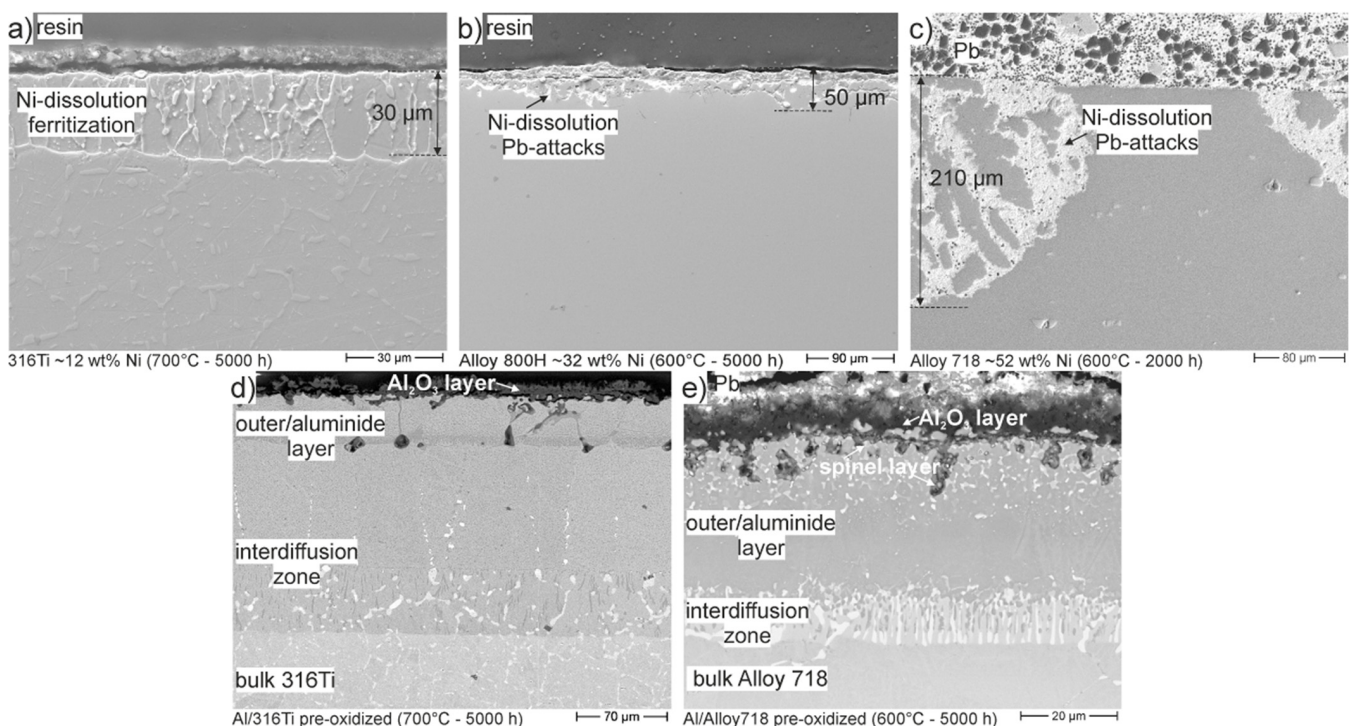 a) resin
Ni-dissolution
ferritization
30 µm
316Ti ~12 wt% Ni (700°C - 5000 h)
30 µm
b) resin
Ni-dissolution
Pb-attacks
50 µm
Alloy 800H ~32 wt% Ni (600°C - 5000 h)
90 µm
c)
Pb
Ni-dissolution
Pb-attacks
210 µm
Alloy 718 ~52 wt% Ni (600°C - 2000 h)
80 µm
d)
Al₂O₃ layer
outer/aluminide
layer
interdiffusion
zone
bulk 316Ti
Al/316Ti pre-oxidized (700°C - 5000 h)
70 µm
e) Pb
Al₂O₃ layer
spinel layer
outer/aluminide
layer
interdiffusion
zone
bulk Alloy 718
Al/Alloy718 pre-oxidized (600°C - 5000 h)
20 µm